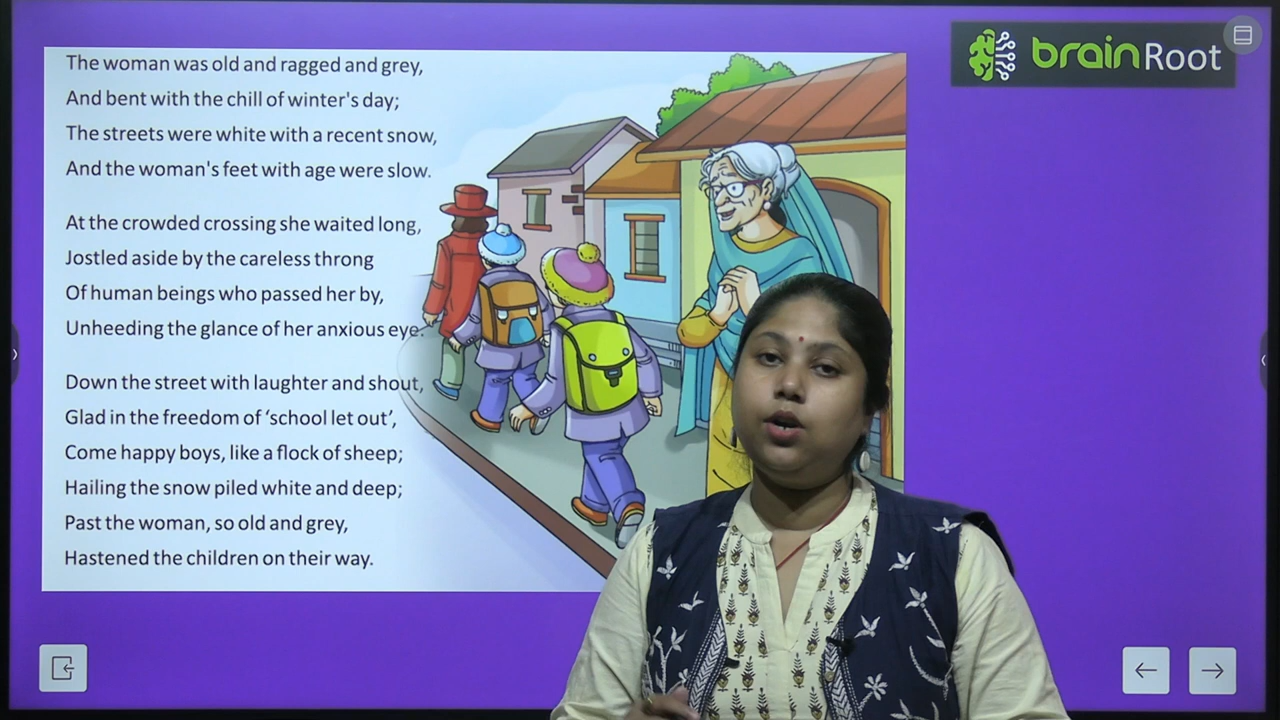 brainRoot
The woman was old and ragged and grey,
And bent with the chill of winter's day;
The streets were white with a recent snow,
And the woman's feet with age were slow.
At the crowded crossing she waited long,
Jostled aside by the careless throng
Of human beings who passed her by,
Unheeding the glance of her anxious eye.
Down the street with laughter and shout,
Glad in the freedom of ‘school let out’,
Come happy boys, like a flock of sheep;
Hailing the snow piled white and deep;
Past the woman, so old and grey,
Hastened the children on their way.